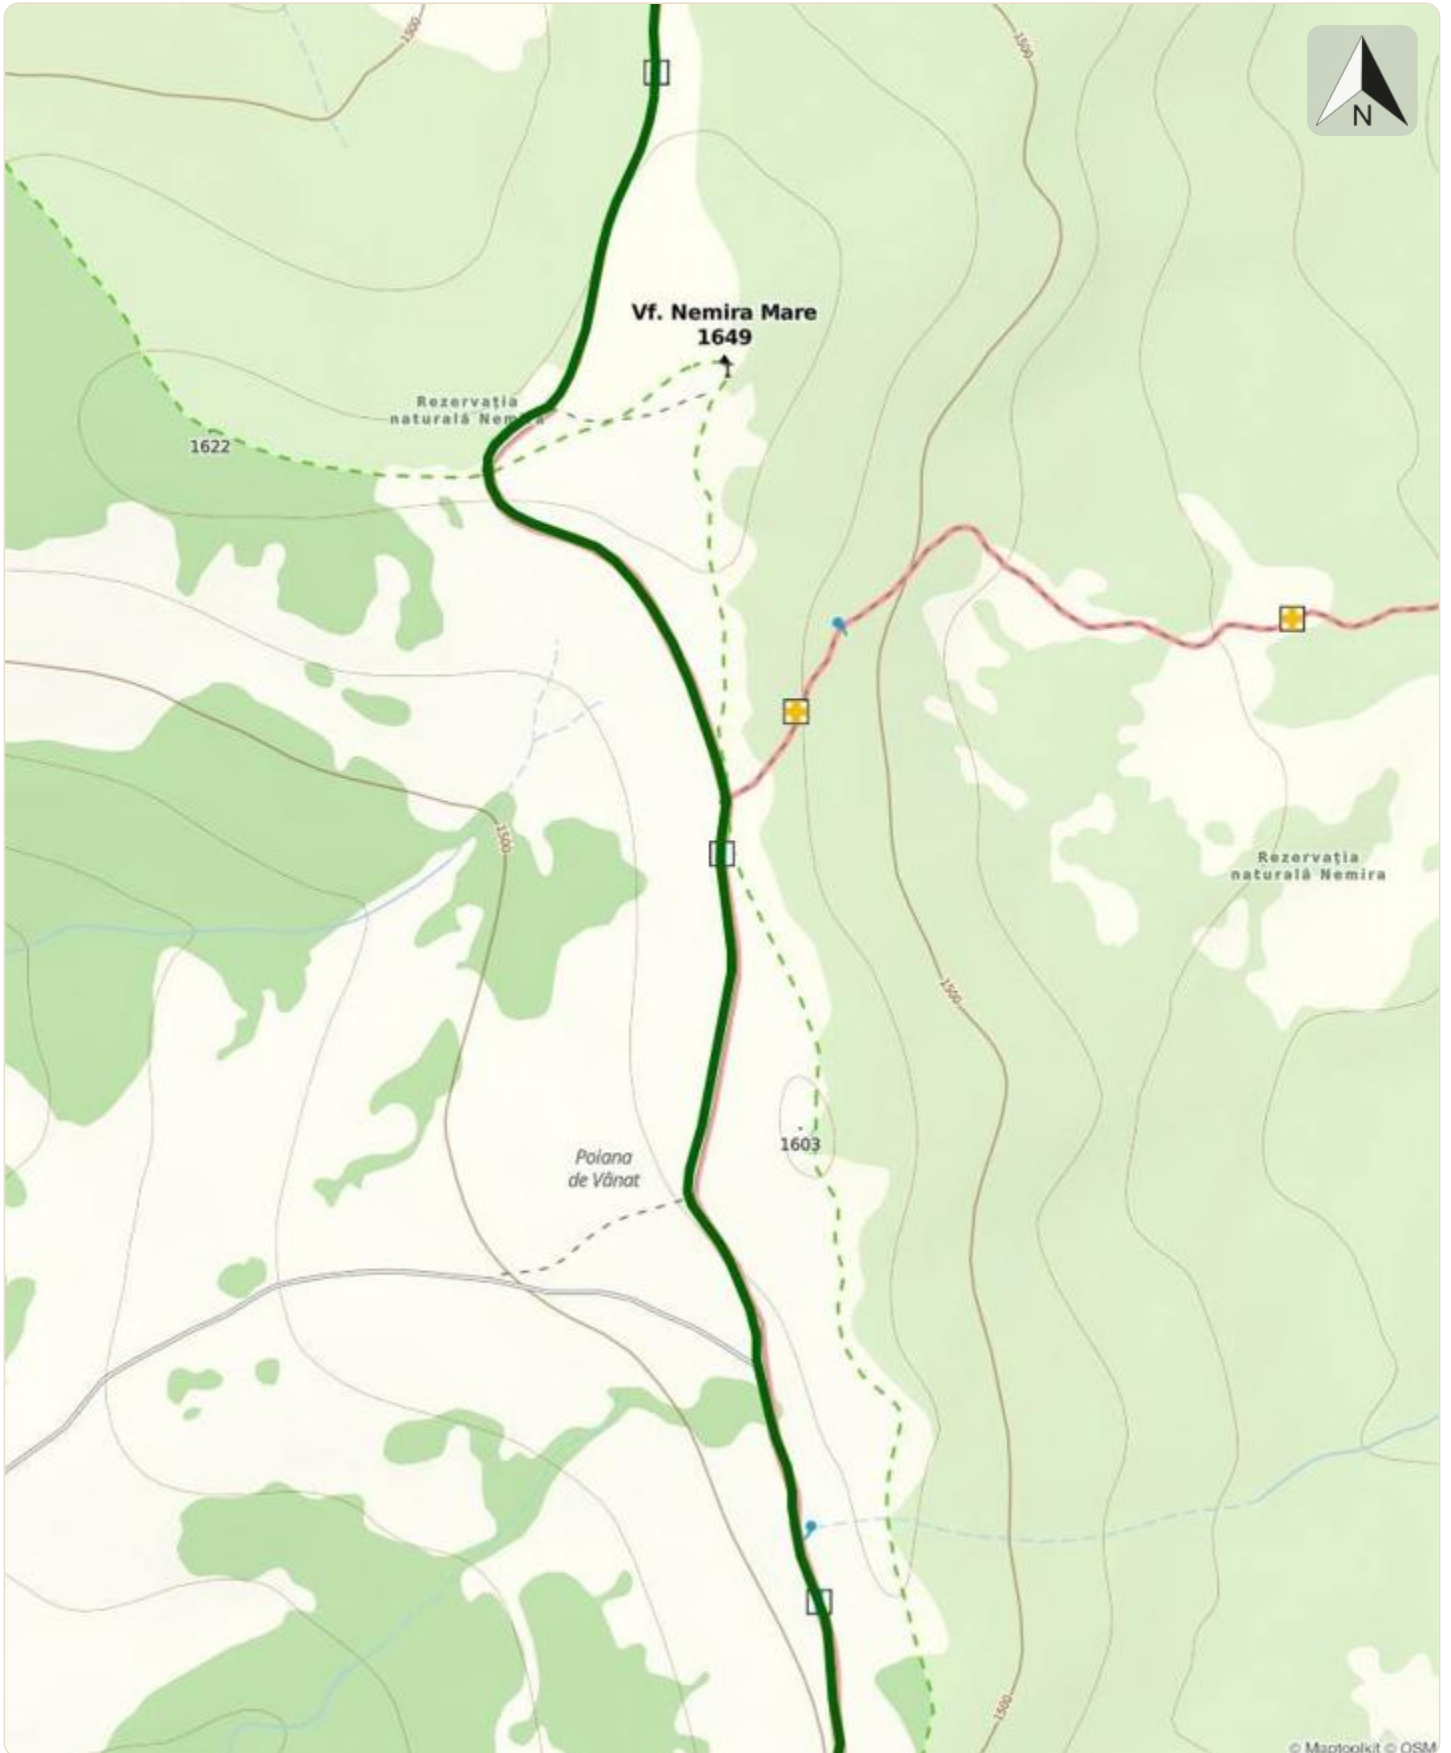 1500
1500
N
Vf. Nemira Mare
1649
Rezervația
naturală Nemira
1622
1500
Rezervația
naturală Nemira
1500
1603
Poiana
de Vânat
1500
© Maptoolkit © OSM